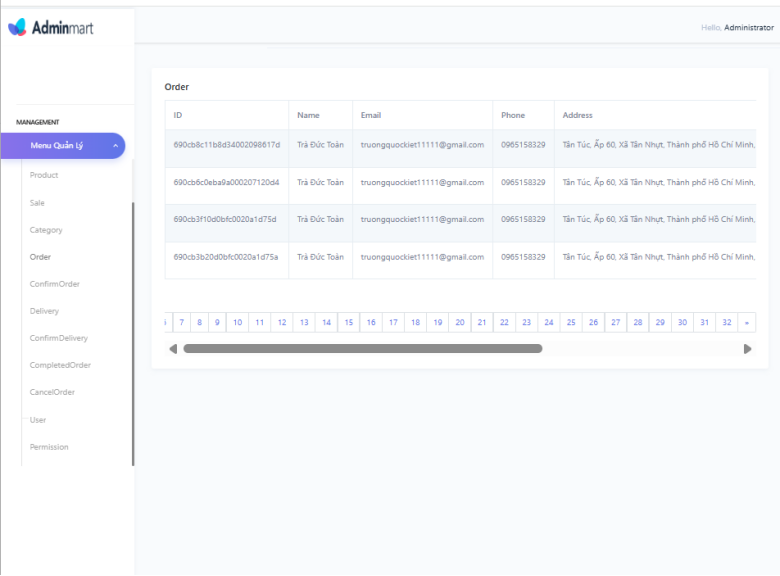 Adminmart
Hello, Administrator
MANAGEMENT
Menu Quản Lý
Product
Sale
Category
Order
ConfirmOrder
Delivery
ConfirmDelivery
CompletedOrder
CancelOrder
User
Permission
Order
ID Name Email Phone Address
690cb8c11b8d34002098617d Trà Đức Toàn truongquockiet11111@gmail.com 0965158329 Tân Túc, Ấp 60, Xã Tân Nhựt, Thành phố Hồ Chí Minh,
690cb6c0eba9a000207120d4 Trà Đức Toàn truongquockiet11111@gmail.com 0965158329 Tân Túc, Ấp 60, Xã Tân Nhựt, Thành phố Hồ Chí Minh,
690cb3f10d0bfc0020a1d75d Trà Đức Toàn truongquockiet11111@gmail.com 0965158329 Tân Túc, Ấp 60, Xã Tân Nhựt, Thành phố Hồ Chí Minh,
690cb3b20d0bfc0020a1d75a Trà Đức Toàn truongquockiet11111@gmail.com 0965158329 Tân Túc, Ấp 60, Xã Tân Nhựt, Thành phố Hồ Chí Minh,
7 8 9 10 11 12 13 14 15 16 17 18 19 20 21 22 23 24 25 26 27 28 29 30 31 32 »